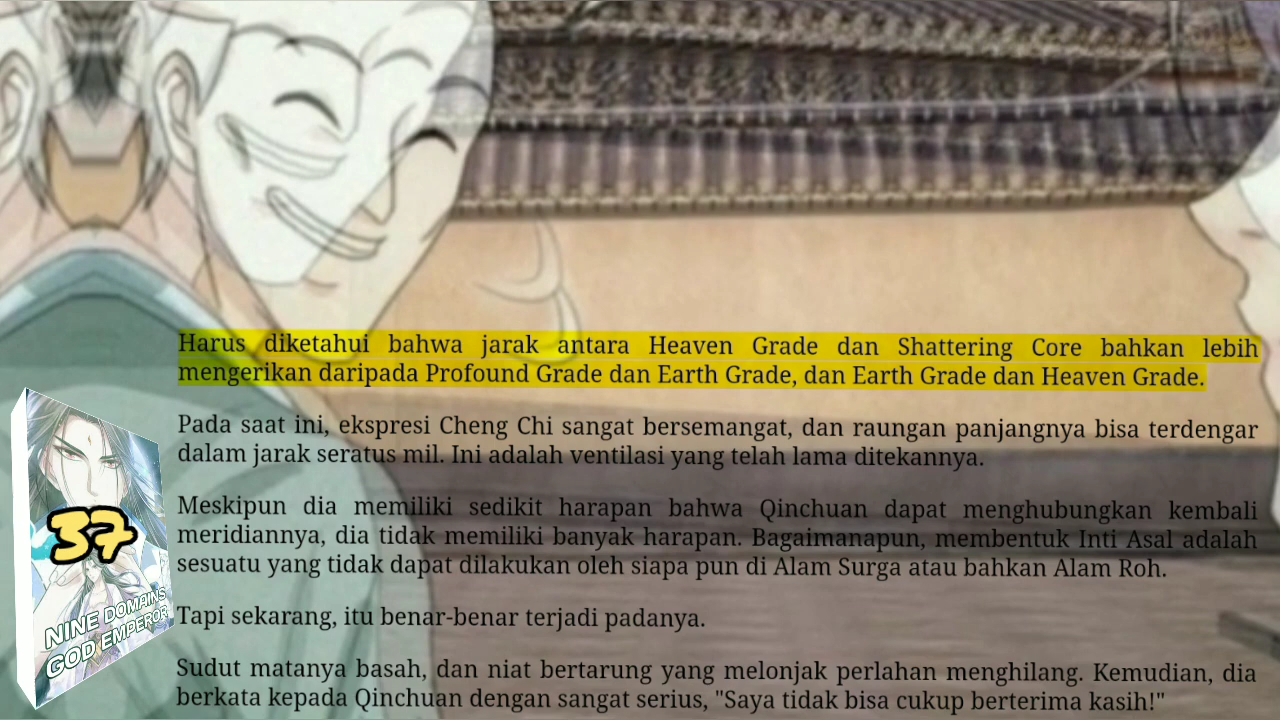 Harus diketahui bahwa jarak antara Heaven Grade dan Shattering Core bahkan lebih
mengerikan daripada Profound Grade dan Earth Grade, dan Earth Grade dan Heaven Grade.
Pada saat ini, ekspresi Cheng Chi sangat bersemangat, dan raungan panjangnya bisa terdengar
dalam jarak seratus mil. Ini adalah ventilasi yang telah lama ditekannya.
Meskipun dia memiliki sedikit harapan bahwa Qinchuan dapat menghubungkan kembali
meridiannya, dia tidak memiliki banyak harapan. Bagaimanapun, membentuk Inti Asal adalah
sesuatu yang tidak dapat dilakukan oleh siapa pun di Alam Surga atau bahkan Alam Roh.
Tapi sekarang, itu benar-benar terjadi padanya.
Sudut matanya basah, dan niat bertarung yang melonjak perlahan menghilang. Kemudian, dia
berkata kepada Qinchuan dengan sangat serius, "Saya tidak bisa cukup berterima kasih!"
37
NINE DOMAINS
GOD EMPEROR